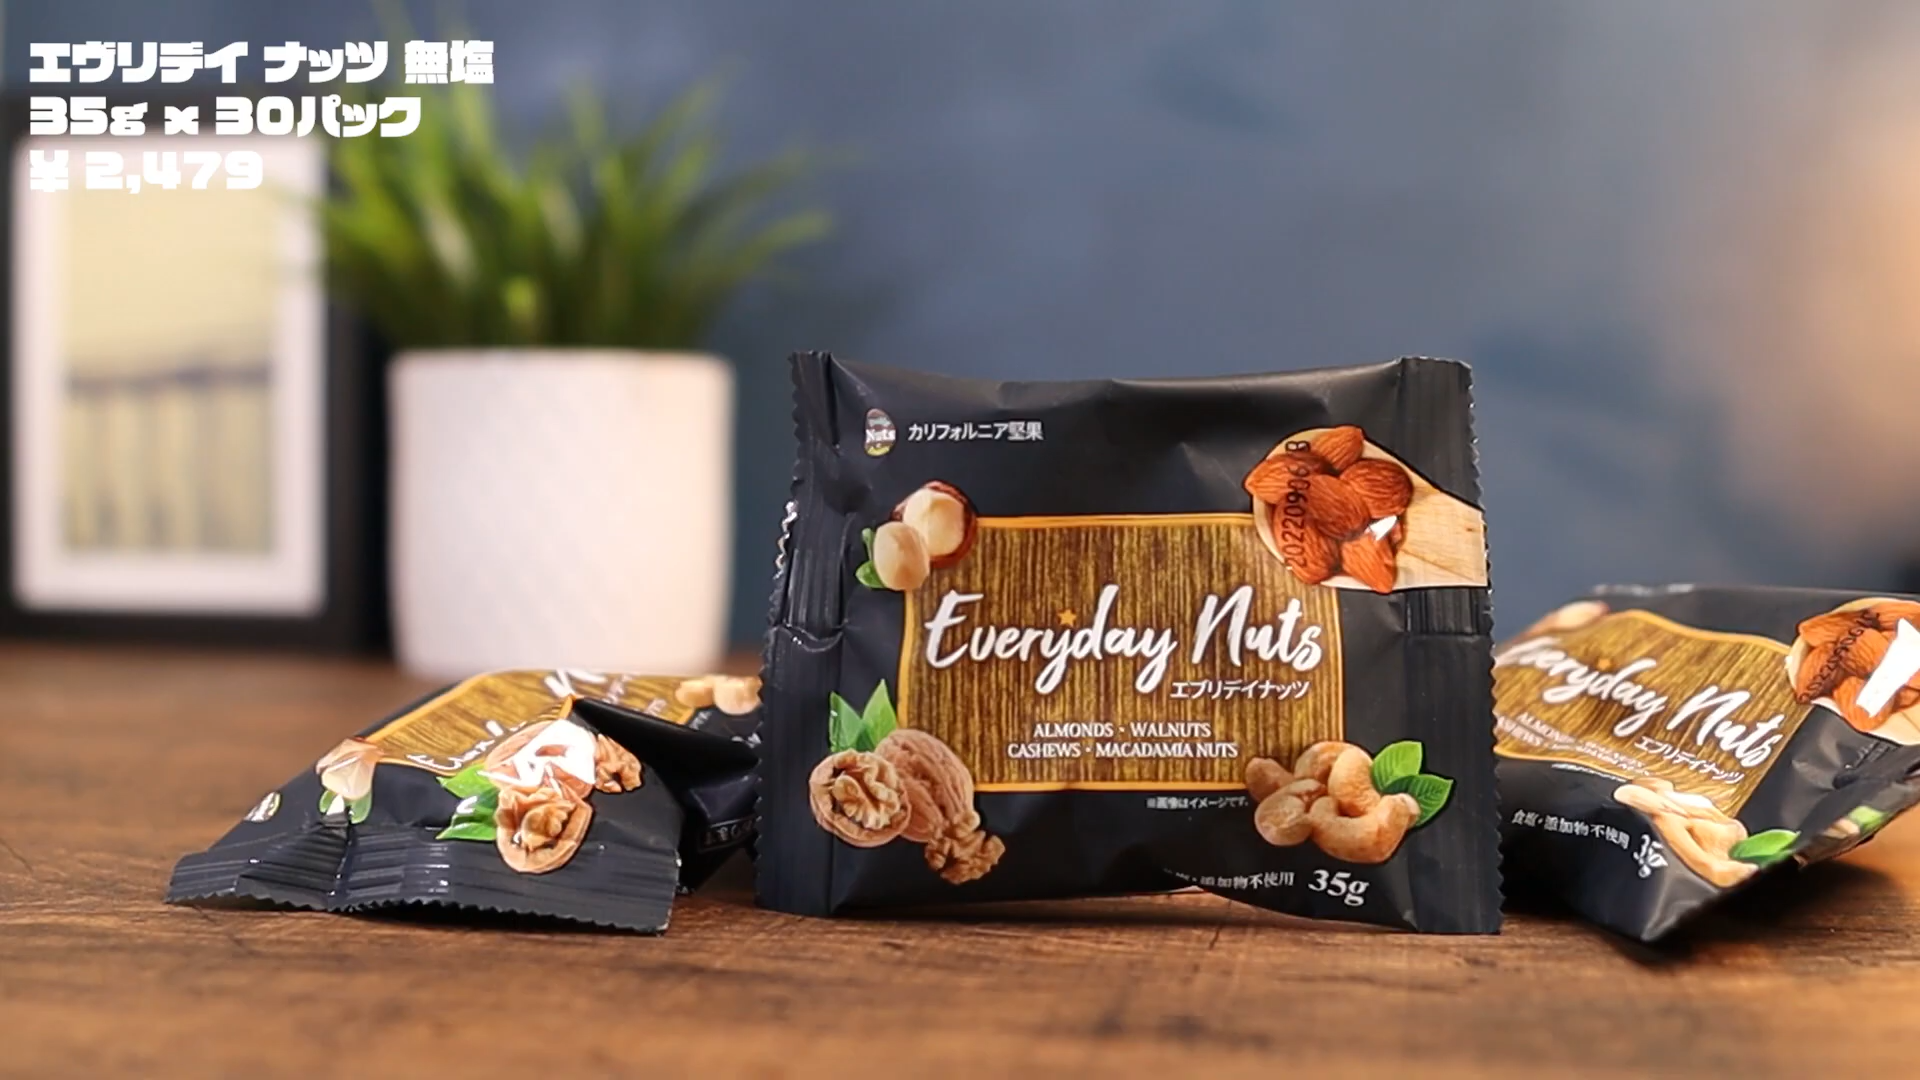 エヴリデイ ナッツ 無塩
35g x 30パック
¥ 2,479
Nuts
カリフォルニア堅果
20220906 B
Everyday Nuts
エブリデイナッツ
ALMONDS・WALNUTS
CASHEWS・MACADAMIA NUTS
※画像はイメージです。
添加物不使用 35g
Everyday Nuts
エブリデイナッツ
食塩・添加物不使用 35g